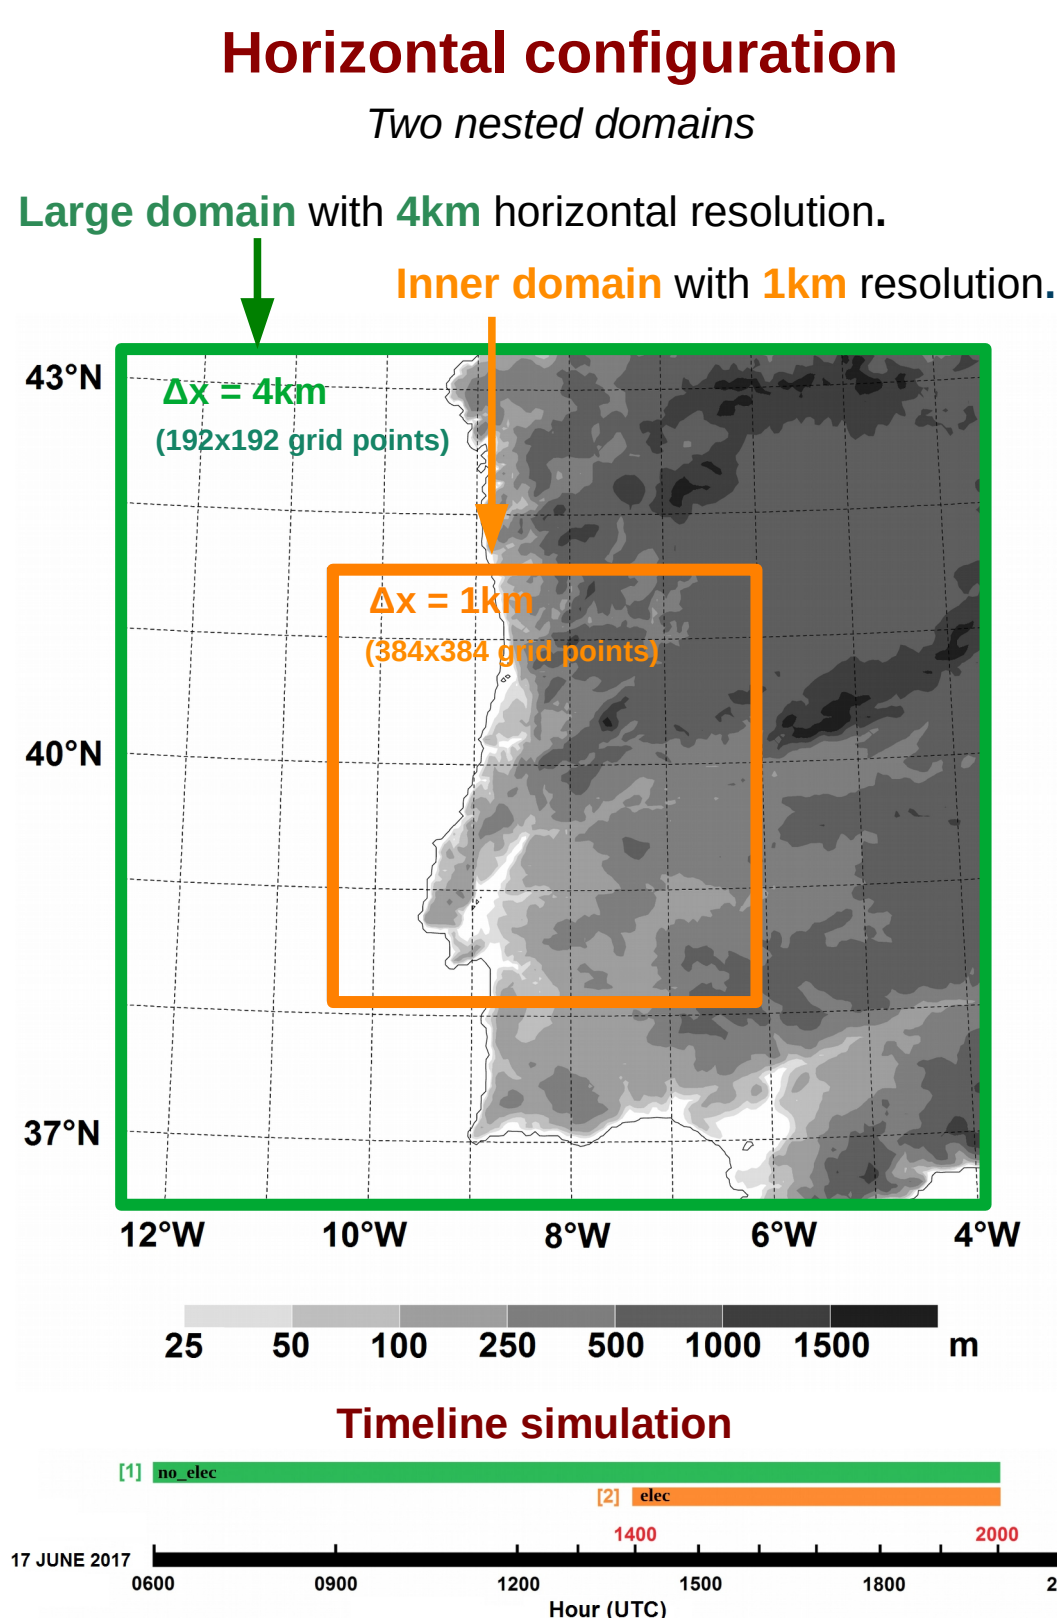 Horizontal configuration
Two nested domains
Large domain with 4km horizontal resolution.
Inner domain with 1km resolution.
43°N
Δx = 4km
(192x192 grid points)
Δx = 1km
(384x384 grid points)
40°N
37°N
12°W 10°W 8°W 6°W 4°W
25 50 100 250 500 1000 1500 m
Timeline simulation
[1] no_elec
[2] elec
1400 2000
17 JUNE 2017
0600 0900 1200 1500 1800
Hour (UTC)